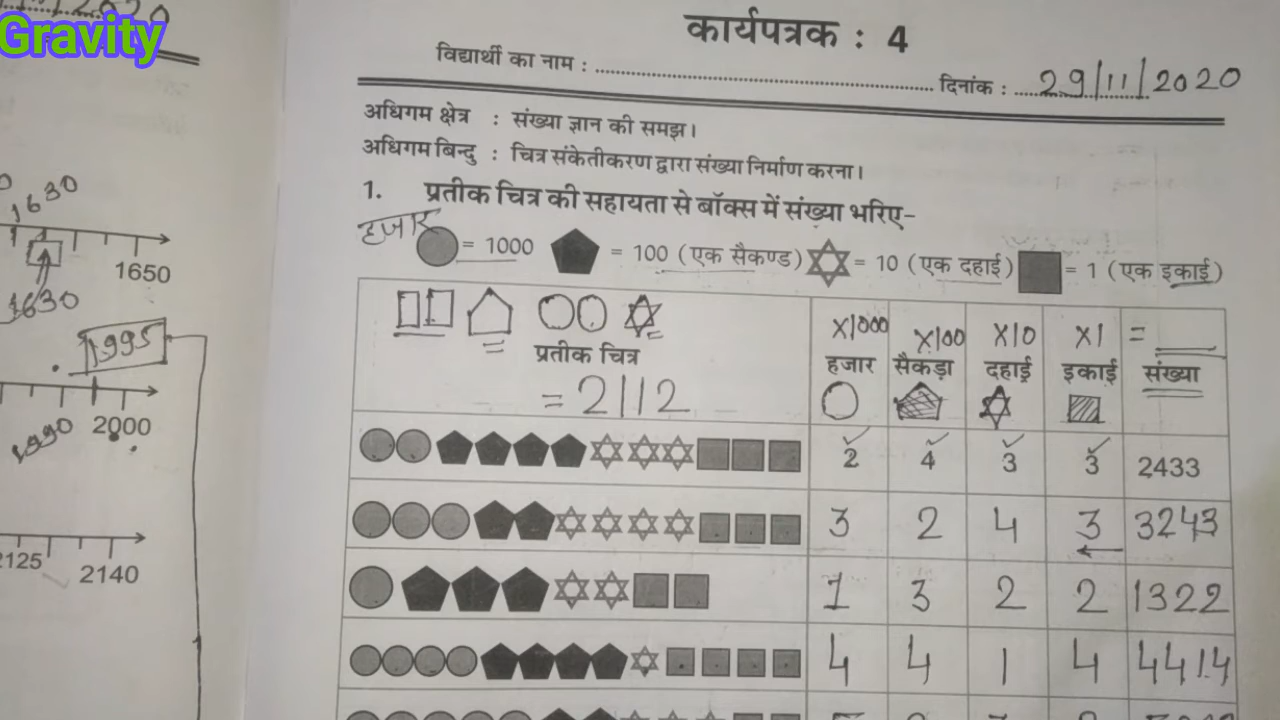 Gravity
1630
1650
1630
1995
1990 2000
2125 2140
कार्यपत्रक : 4
विद्यार्थी का नाम : दिनांक : 29/11/2020
अधिगम क्षेत्र : संख्या ज्ञान की समझ।
अधिगम बिन्दु : चित्र संकेतीकरण द्वारा संख्या निर्माण करना।
1. प्रतीक चित्र की सहायता से बॉक्स में संख्या भरिए-
हजार
= 1000 = 100 (एक सैकण्ड) = 10 (एक दहाई) = 1 (एक इकाई)
X1000 X100 X10 X1 =
प्रतीक चित्र हजार सैकड़ा दहाई इकाई संख्या
= 2112
2 4 3 3 2433
3 2 4 3 3243
1 3 2 2 1322
4 4 1 4 4414